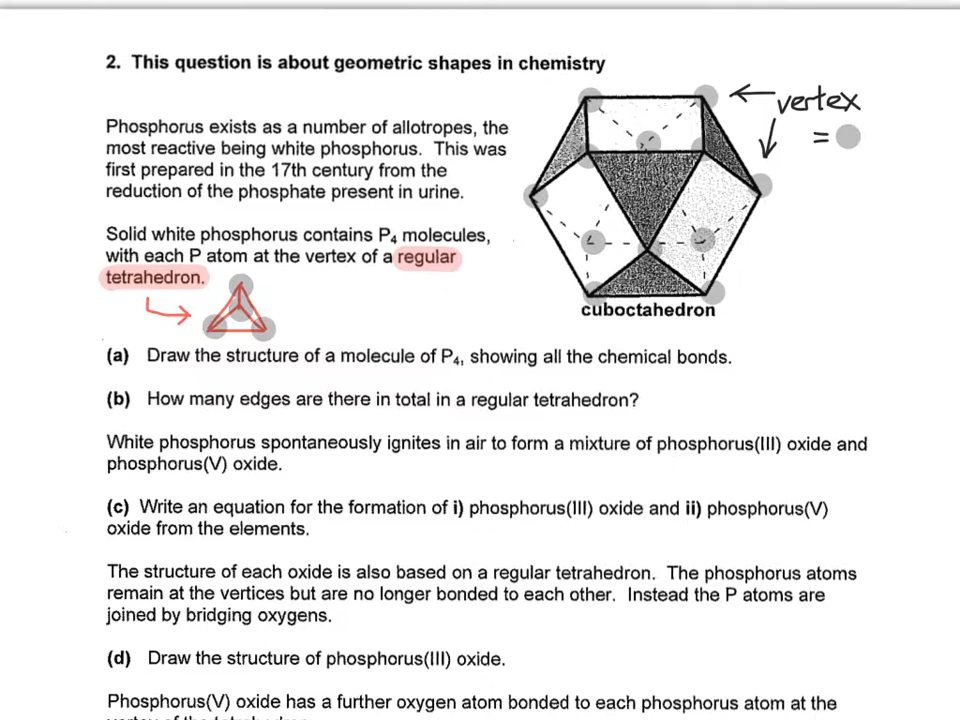 2. This question is about geometric shapes in chemistry
vertex
=
Phosphorus exists as a number of allotropes, the
most reactive being white phosphorus. This was
first prepared in the 17th century from the
reduction of the phosphate present in urine.
Solid white phosphorus contains P₄ molecules,
with each P atom at the vertex of a regular
tetrahedron.
cuboctahedron
(a) Draw the structure of a molecule of P₄, showing all the chemical bonds.
(b) How many edges are there in total in a regular tetrahedron?
White phosphorus spontaneously ignites in air to form a mixture of phosphorus(III) oxide and
phosphorus(V) oxide.
(c) Write an equation for the formation of i) phosphorus(III) oxide and ii) phosphorus(V)
oxide from the elements.
The structure of each oxide is also based on a regular tetrahedron. The phosphorus atoms
remain at the vertices but are no longer bonded to each other. Instead the P atoms are
joined by bridging oxygens.
(d) Draw the structure of phosphorus(III) oxide.
Phosphorus(V) oxide has a further oxygen atom bonded to each phosphorus atom at the